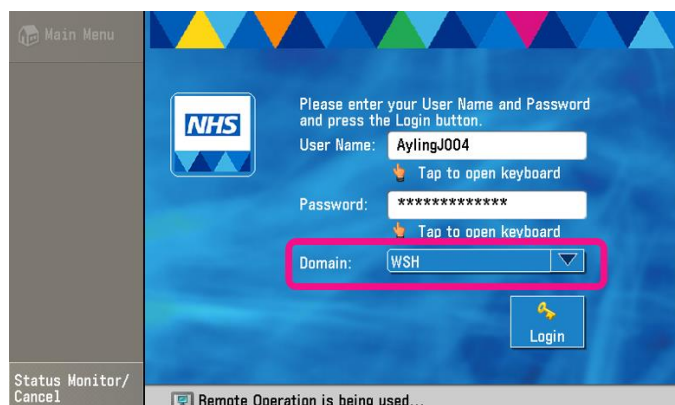 Main Menu
NHS
Please enter your User Name and Password
and press the Login button.
User Name: AylingJ004
Tap to open keyboard
Password: *************
Tap to open keyboard
Domain: WSH
Login
Status Monitor/
Cancel
Remote Operation is being used...